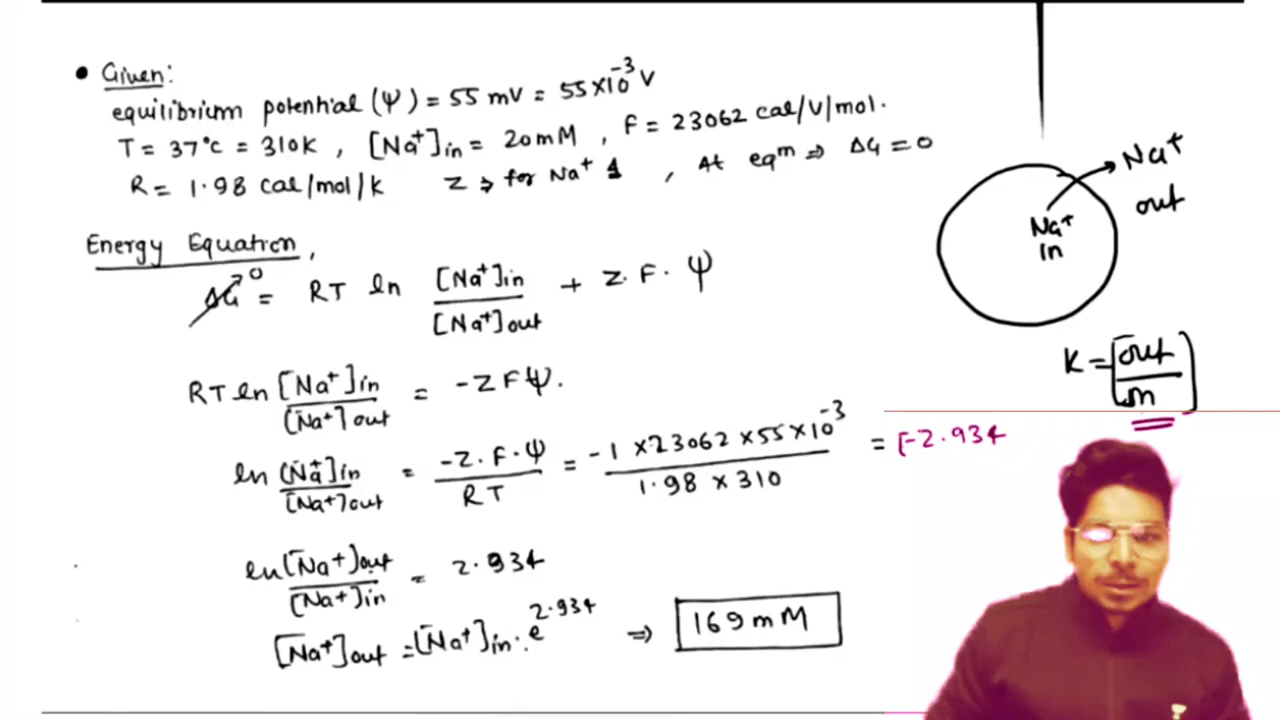 • Given:
equilibrium potenhial (Ψ) = 55 mV = 55×10⁻³ V
T = 37°C = 310K , [Na⁺]in = 20mM , F = 23062 cal/V/mol.
R = 1.98 cal/mol/k   Z → for Na⁺ 1 , At eqᵐ ⇒ ΔG = 0
Energy Equation,
ΔG↗0 = RT ln [Na⁺]in/[Na⁺]out + Z. F. Ψ
RT ln [Na⁺]in/[Na⁺]out = -ZFΨ.
ln [Na⁺]in/[Na⁺]out = -Z. F. Ψ/RT = -1 ×23062 ×55×10⁻³/1.98 × 310 = [-2.934
ln [Na⁺]out/[Na⁺]in = 2.934
[Na⁺]out = [Na⁺]in. e^2.934 ⇒ 169mM
Na⁺
out
Na⁺
in
K = [out/in]